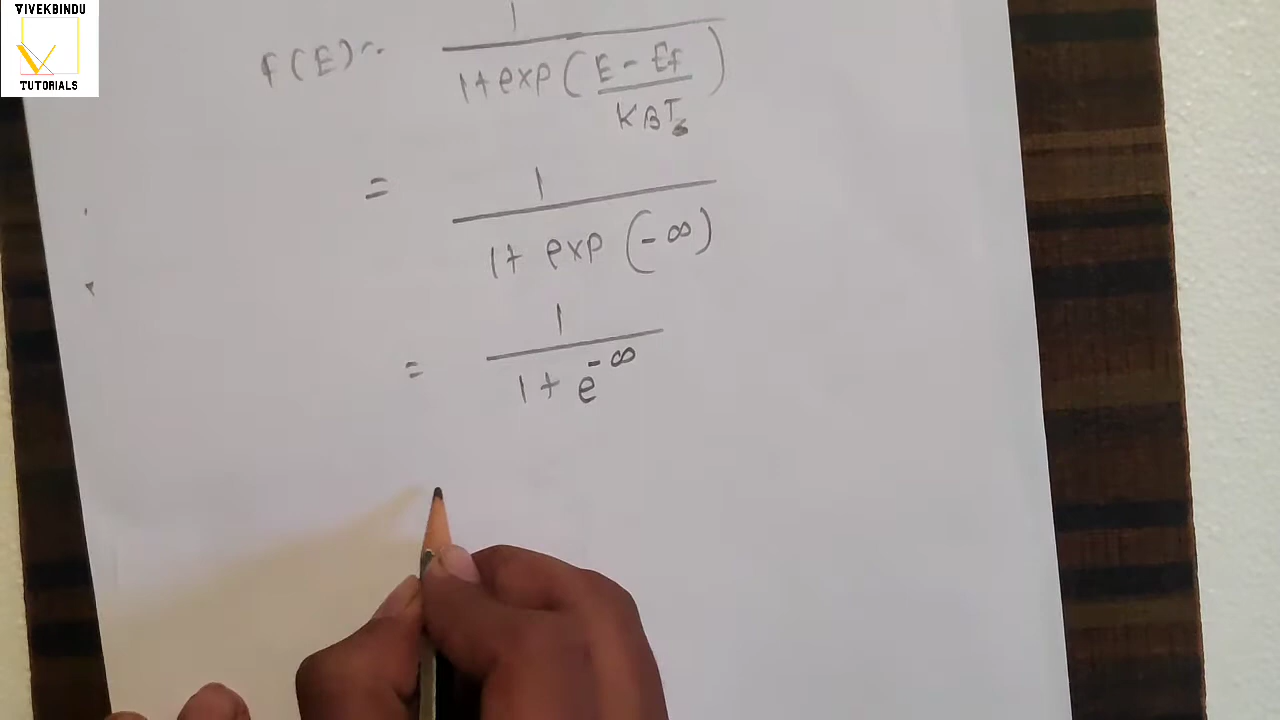 VIVEKBINDU
TUTORIALS
f(E) = 1 / 1+exp(E - Ef / KBT)
= 1 / 1+ exp (-∞)
= 1 / 1 + e^-∞